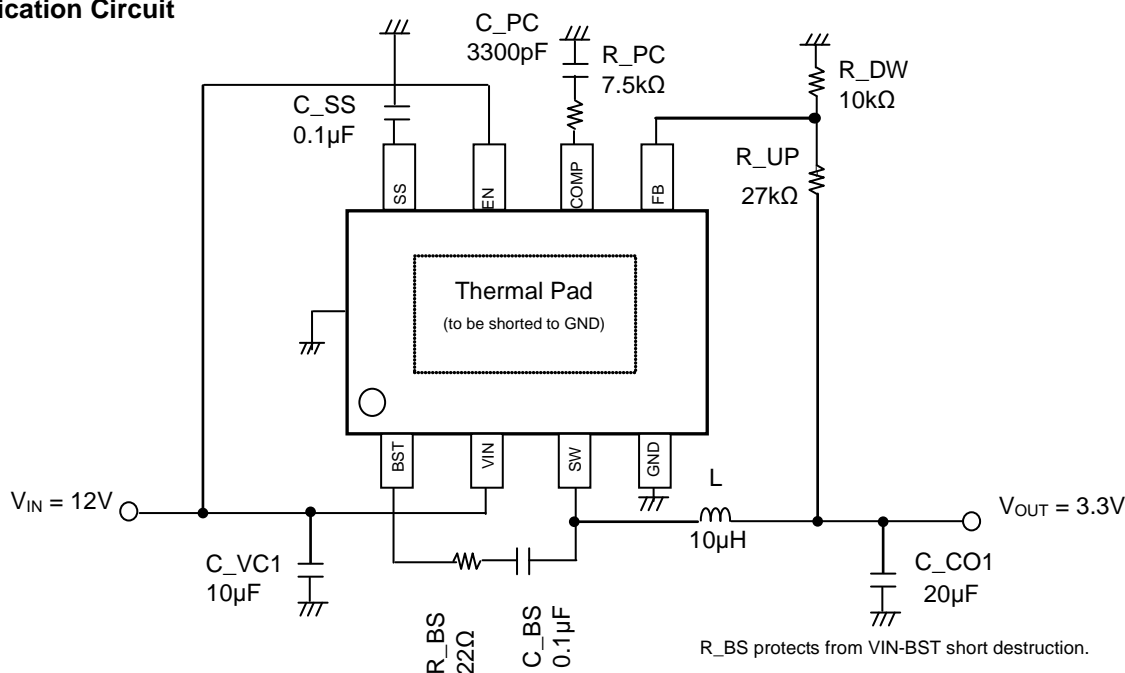 ication Circuit
C_PC
3300pF
R_PC
7.5kΩ
R_DW
10kΩ
C_SS
0.1µF
R_UP
27kΩ
SS
EN
COMP
FB
Thermal Pad
(to be shorted to GND)
BST
VIN
SW
GND
L
10µH
VIN = 12V
VOUT = 3.3V
C_VC1
10µF
C_CO1
20µF
R_BS
22Ω
C_BS
0.1µF
R_BS protects from VIN-BST short destruction.